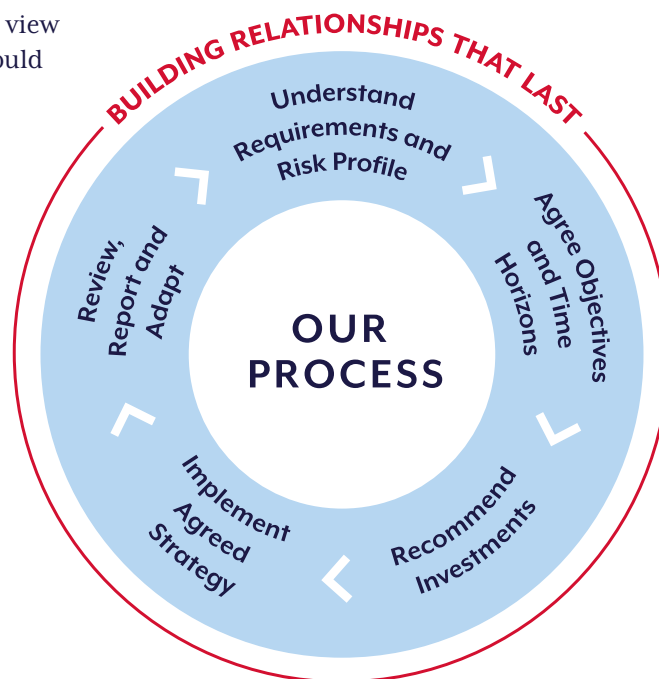 view
ould
BUILDING RELATIONSHIPS THAT LAST
Understand
Requirements and
Risk Profile
Agree Objectives
and Time
Horizons
Recommend
Investments
Implement
Agreed
Strategy
Review,
Report and
Adapt
OUR
PROCESS